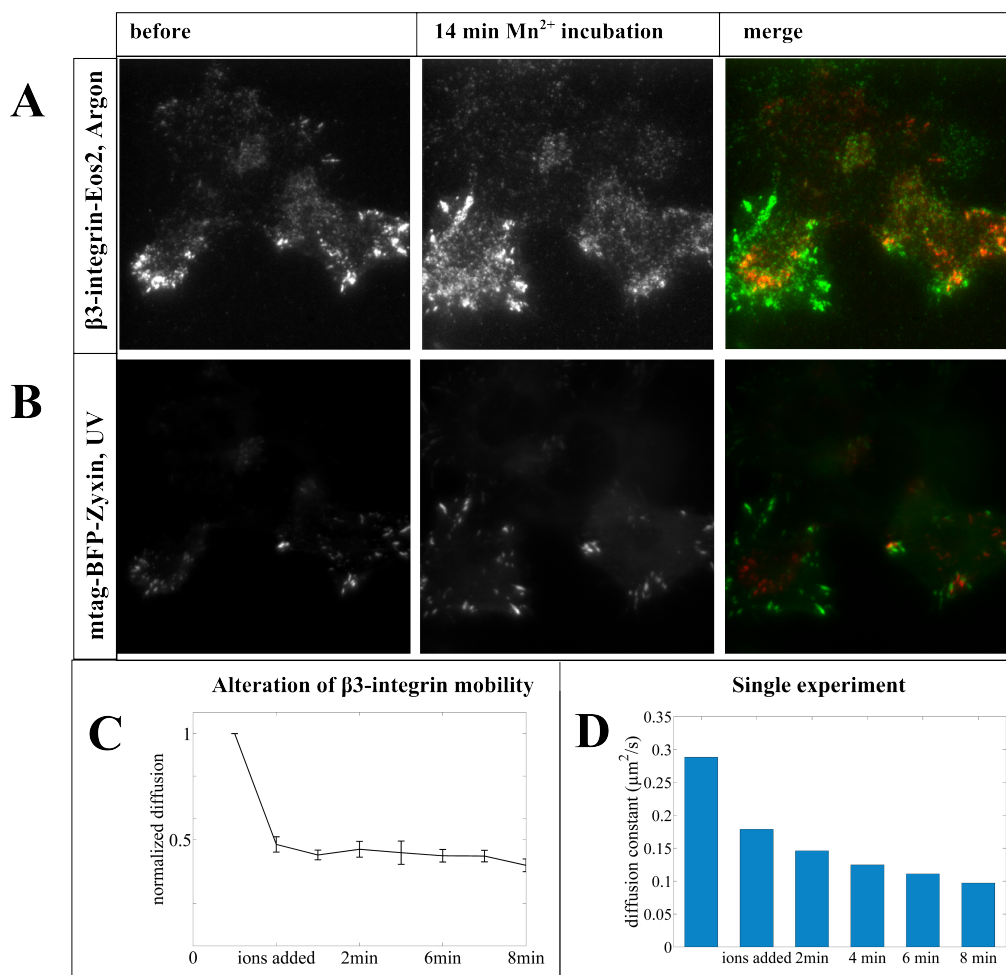 before
14 min Mn²⁺ incubation
merge
A
β3-integrin-Eos2, Argon
B
mtag-BFP-Zyxin, UV
Alteration of β3-integrin mobility
C
normalized diffusion
1
0.5
0
ions added
2min
6min
8min
Single experiment
D
diffusion constant (μm²/s)
0.35
0.3
0.25
0.2
0.15
0.1
0.05
0
ions added
2min
4 min
6 min
8 min